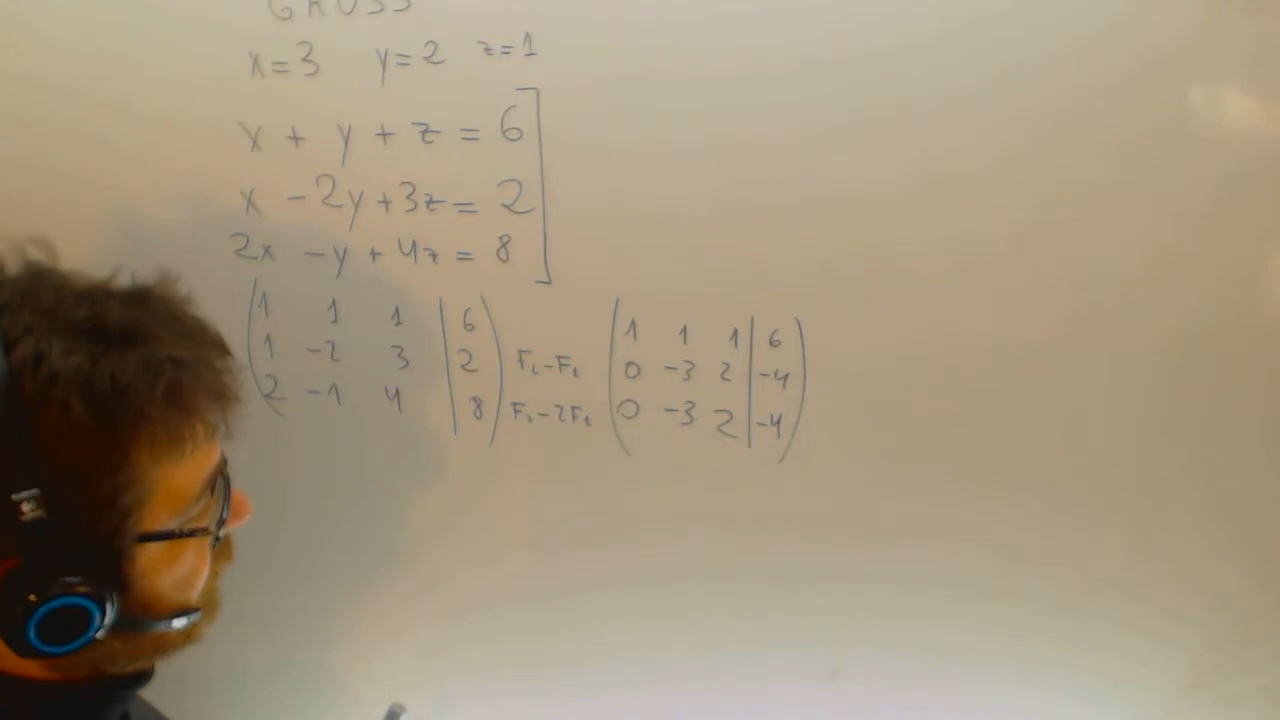 GAUSS
x=3 y=2 z=1
x + y + z = 6
x - 2y + 3z = 2
2x - y + 4z = 8
1 1 1 | 6 1 1 1 | 6
1 -2 3 | 2 F₂-F₁ 0 -3 2 | -4
2 -1 4 | 8 F₃-2F₁ 0 -3 2 | -4